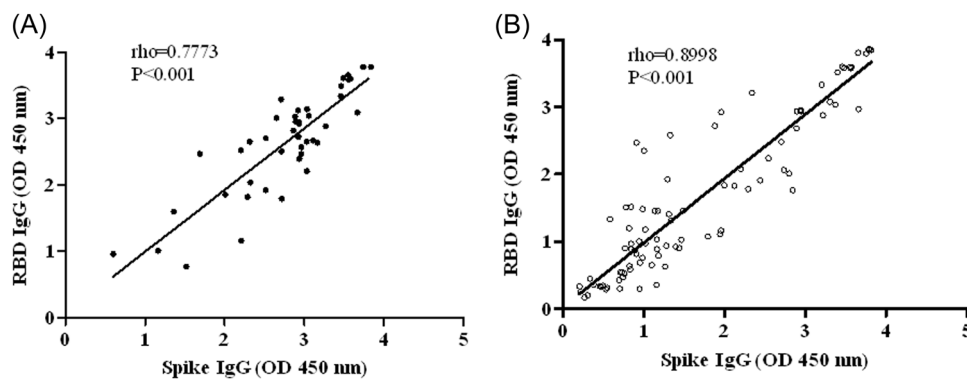 (A)
rho=0.7773
P<0.001
4
3
2
1
0
RBD IgG (OD 450 nm)
0 1 2 3 4 5
Spike IgG (OD 450 nm)
(B)
rho=0.8998
P<0.001
4
3
2
1
0
RBD IgG (OD 450 nm)
0 1 2 3 4 5
Spike IgG (OD 450 nm)